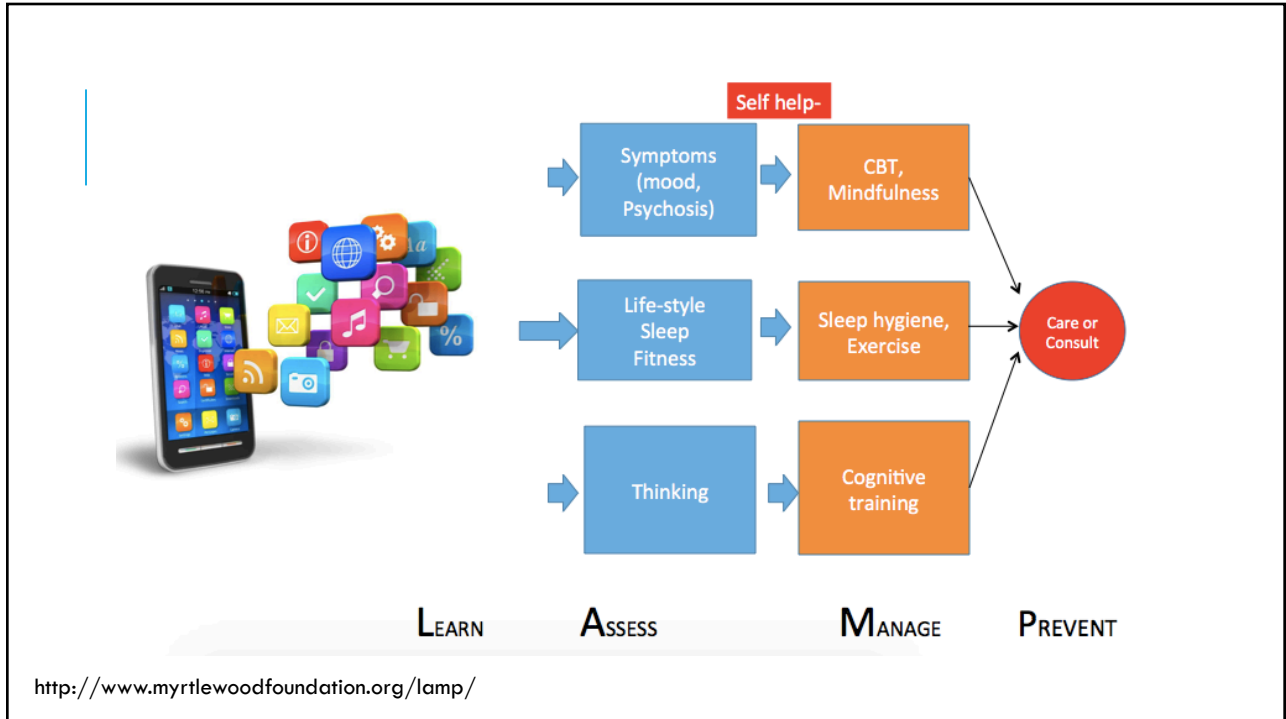 Self help-
Symptoms
(mood,
Psychosis)
CBT,
Mindfulness
Life-style
Sleep
Fitness
Sleep hygiene,
Exercise
Care or
Consult
Thinking
Cognitive
training
Aa
%
LEARN ASSESS MANAGE PREVENT
http://www.myrtlewoodfoundation.org/lamp/